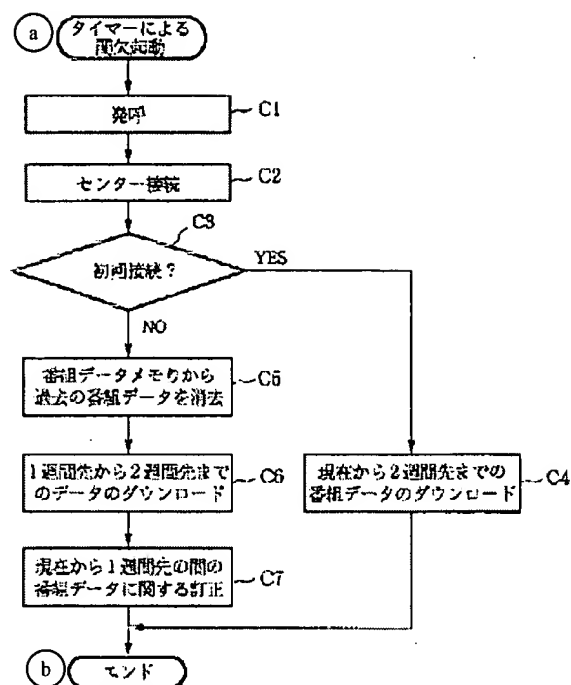 a
タイマーによる
間欠起動
発呼
C1
センター接続
C2
C3
初回接続？
YES
NO
番組データメモリから
過去の番組データを消去
C5
1週間先から2週間先まで
のデータのダウンロード
C6
現在から2週間先までの
番組データのダウンロード
C4
現在から1週間先の間の
番組データに関する訂正
C7
b
エンド